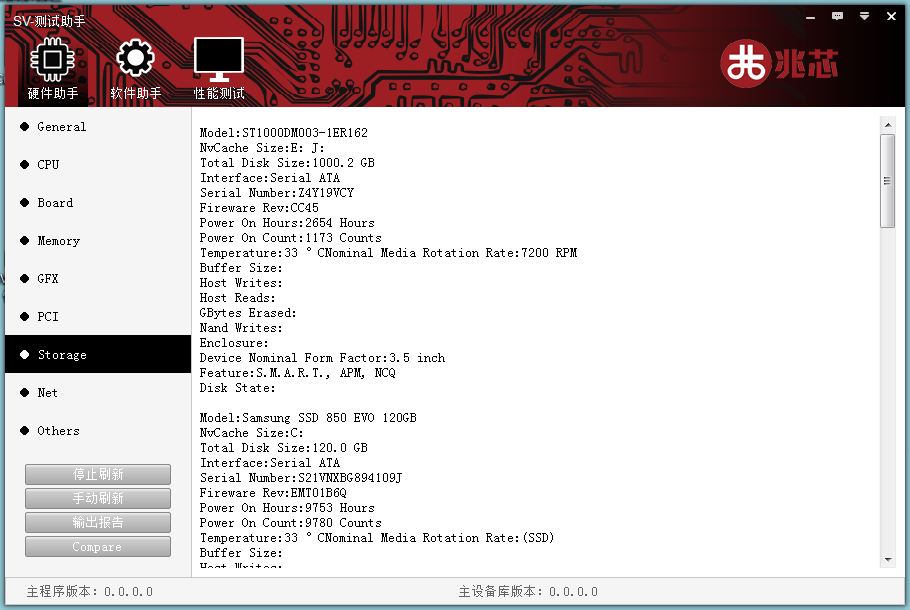 SV-测试助手
硬件助手
软件助手
性能测试
兆芯
General
CPU
Board
Memory
GFX
PCI
Storage
Net
Others
停止刷新
手动刷新
输出报告
Compare
Model:ST1000DM003-1ER162
NvCache Size:E: J:
Total Disk Size:1000.2 GB
Interface:Serial ATA
Serial Number:Z4Y19VCY
Fireware Rev:CC45
Power On Hours:2654 Hours
Power On Count:1173 Counts
Temperature:33 °CNominal Media Rotation Rate:7200 RPM
Buffer Size:
Host Writes:
Host Reads:
GBytes Erased:
Nand Writes:
Enclosure:
Device Nominal Form Factor:3.5 inch
Feature:S.M.A.R.T., APM, NCQ
Disk State:
Model:Samsung SSD 850 EVO 120GB
NvCache Size:C:
Total Disk Size:120.0 GB
Interface:Serial ATA
Serial Number:S21VNXBG894109J
Fireware Rev:EMT01B6Q
Power On Hours:9753 Hours
Power On Count:9780 Counts
Temperature:33 °CNominal Media Rotation Rate:(SSD)
Buffer Size:
Host Writes:
主程序版本: 0.0.0.0
主设备库版本: 0.0.0.0